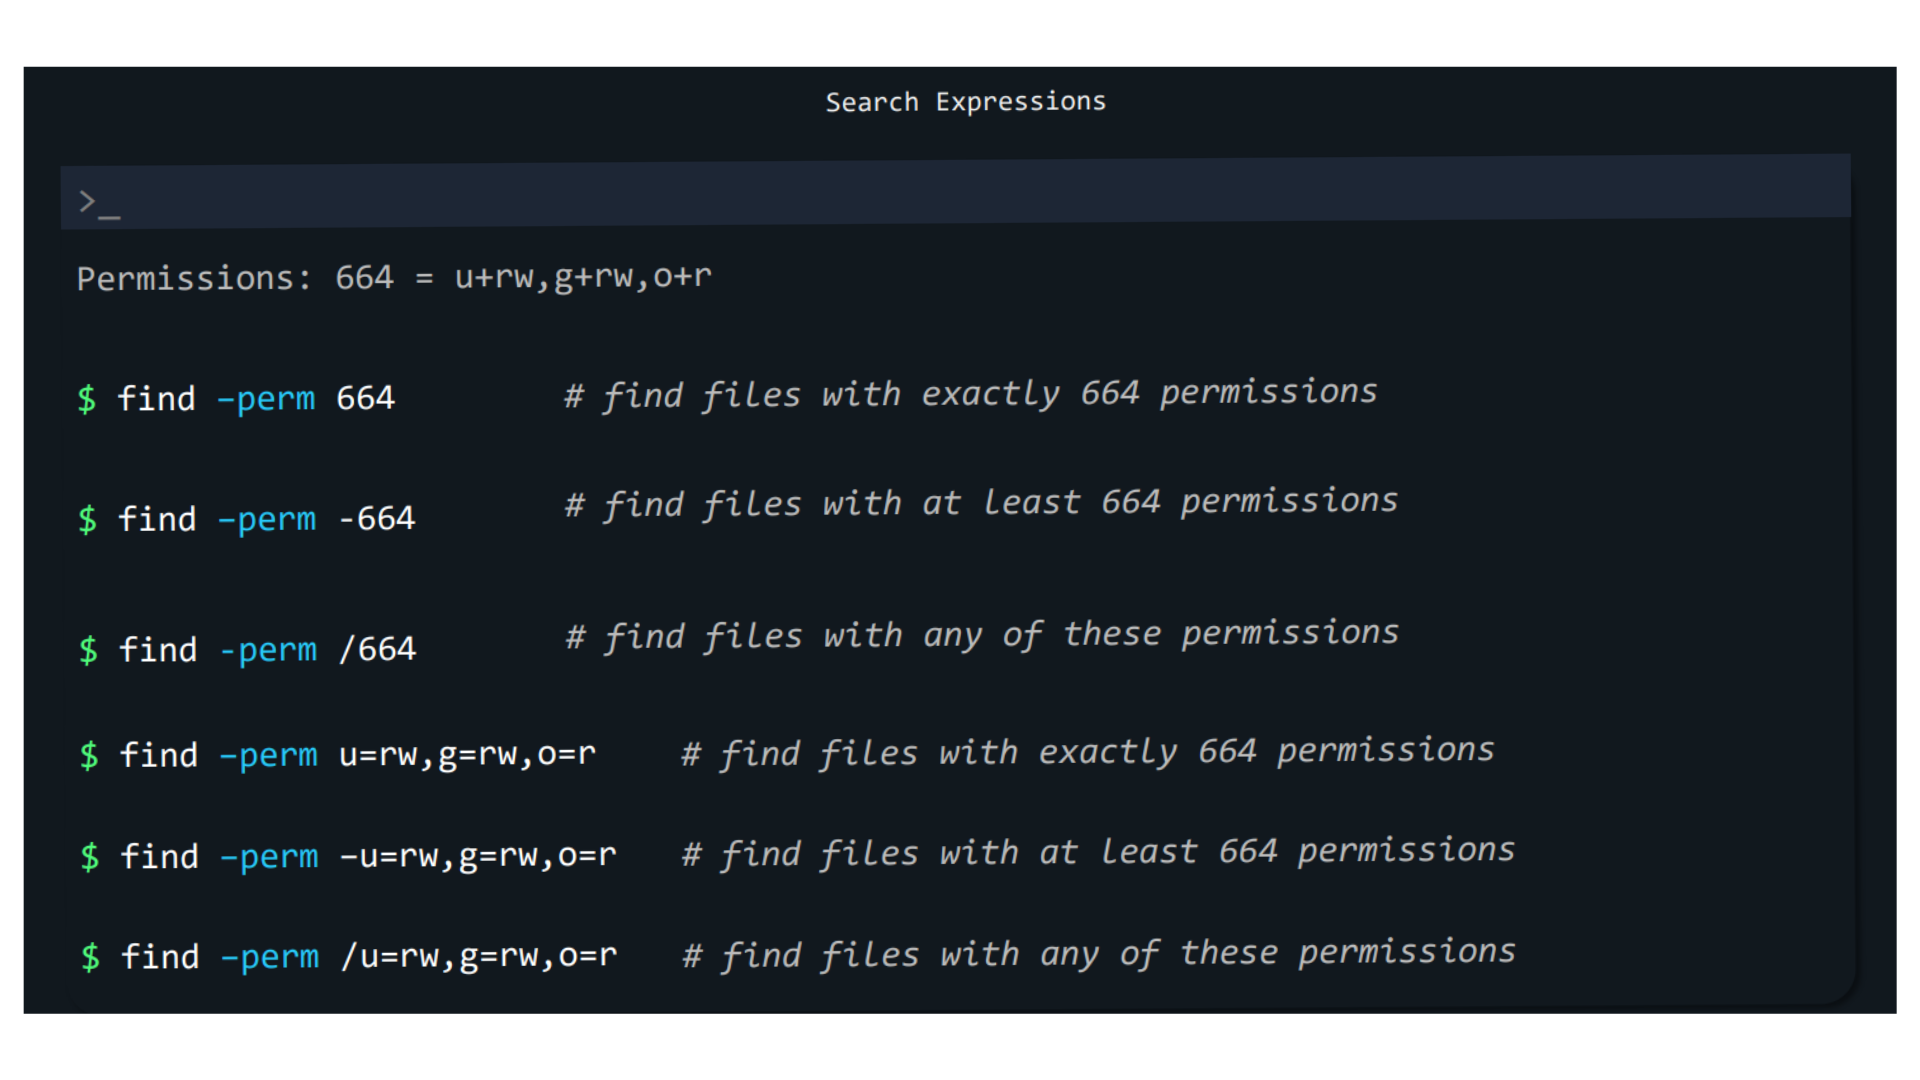 Search Expressions
>_
Permissions: 664 = u+rw,g+rw,o+r
$ find -perm 664 # find files with exactly 664 permissions
$ find -perm -664 # find files with at least 664 permissions
$ find -perm /664 # find files with any of these permissions
$ find -perm u=rw,g=rw,o=r # find files with exactly 664 permissions
$ find -perm –u=rw,g=rw,o=r # find files with at least 664 permissions
$ find -perm /u=rw,g=rw,o=r # find files with any of these permissions